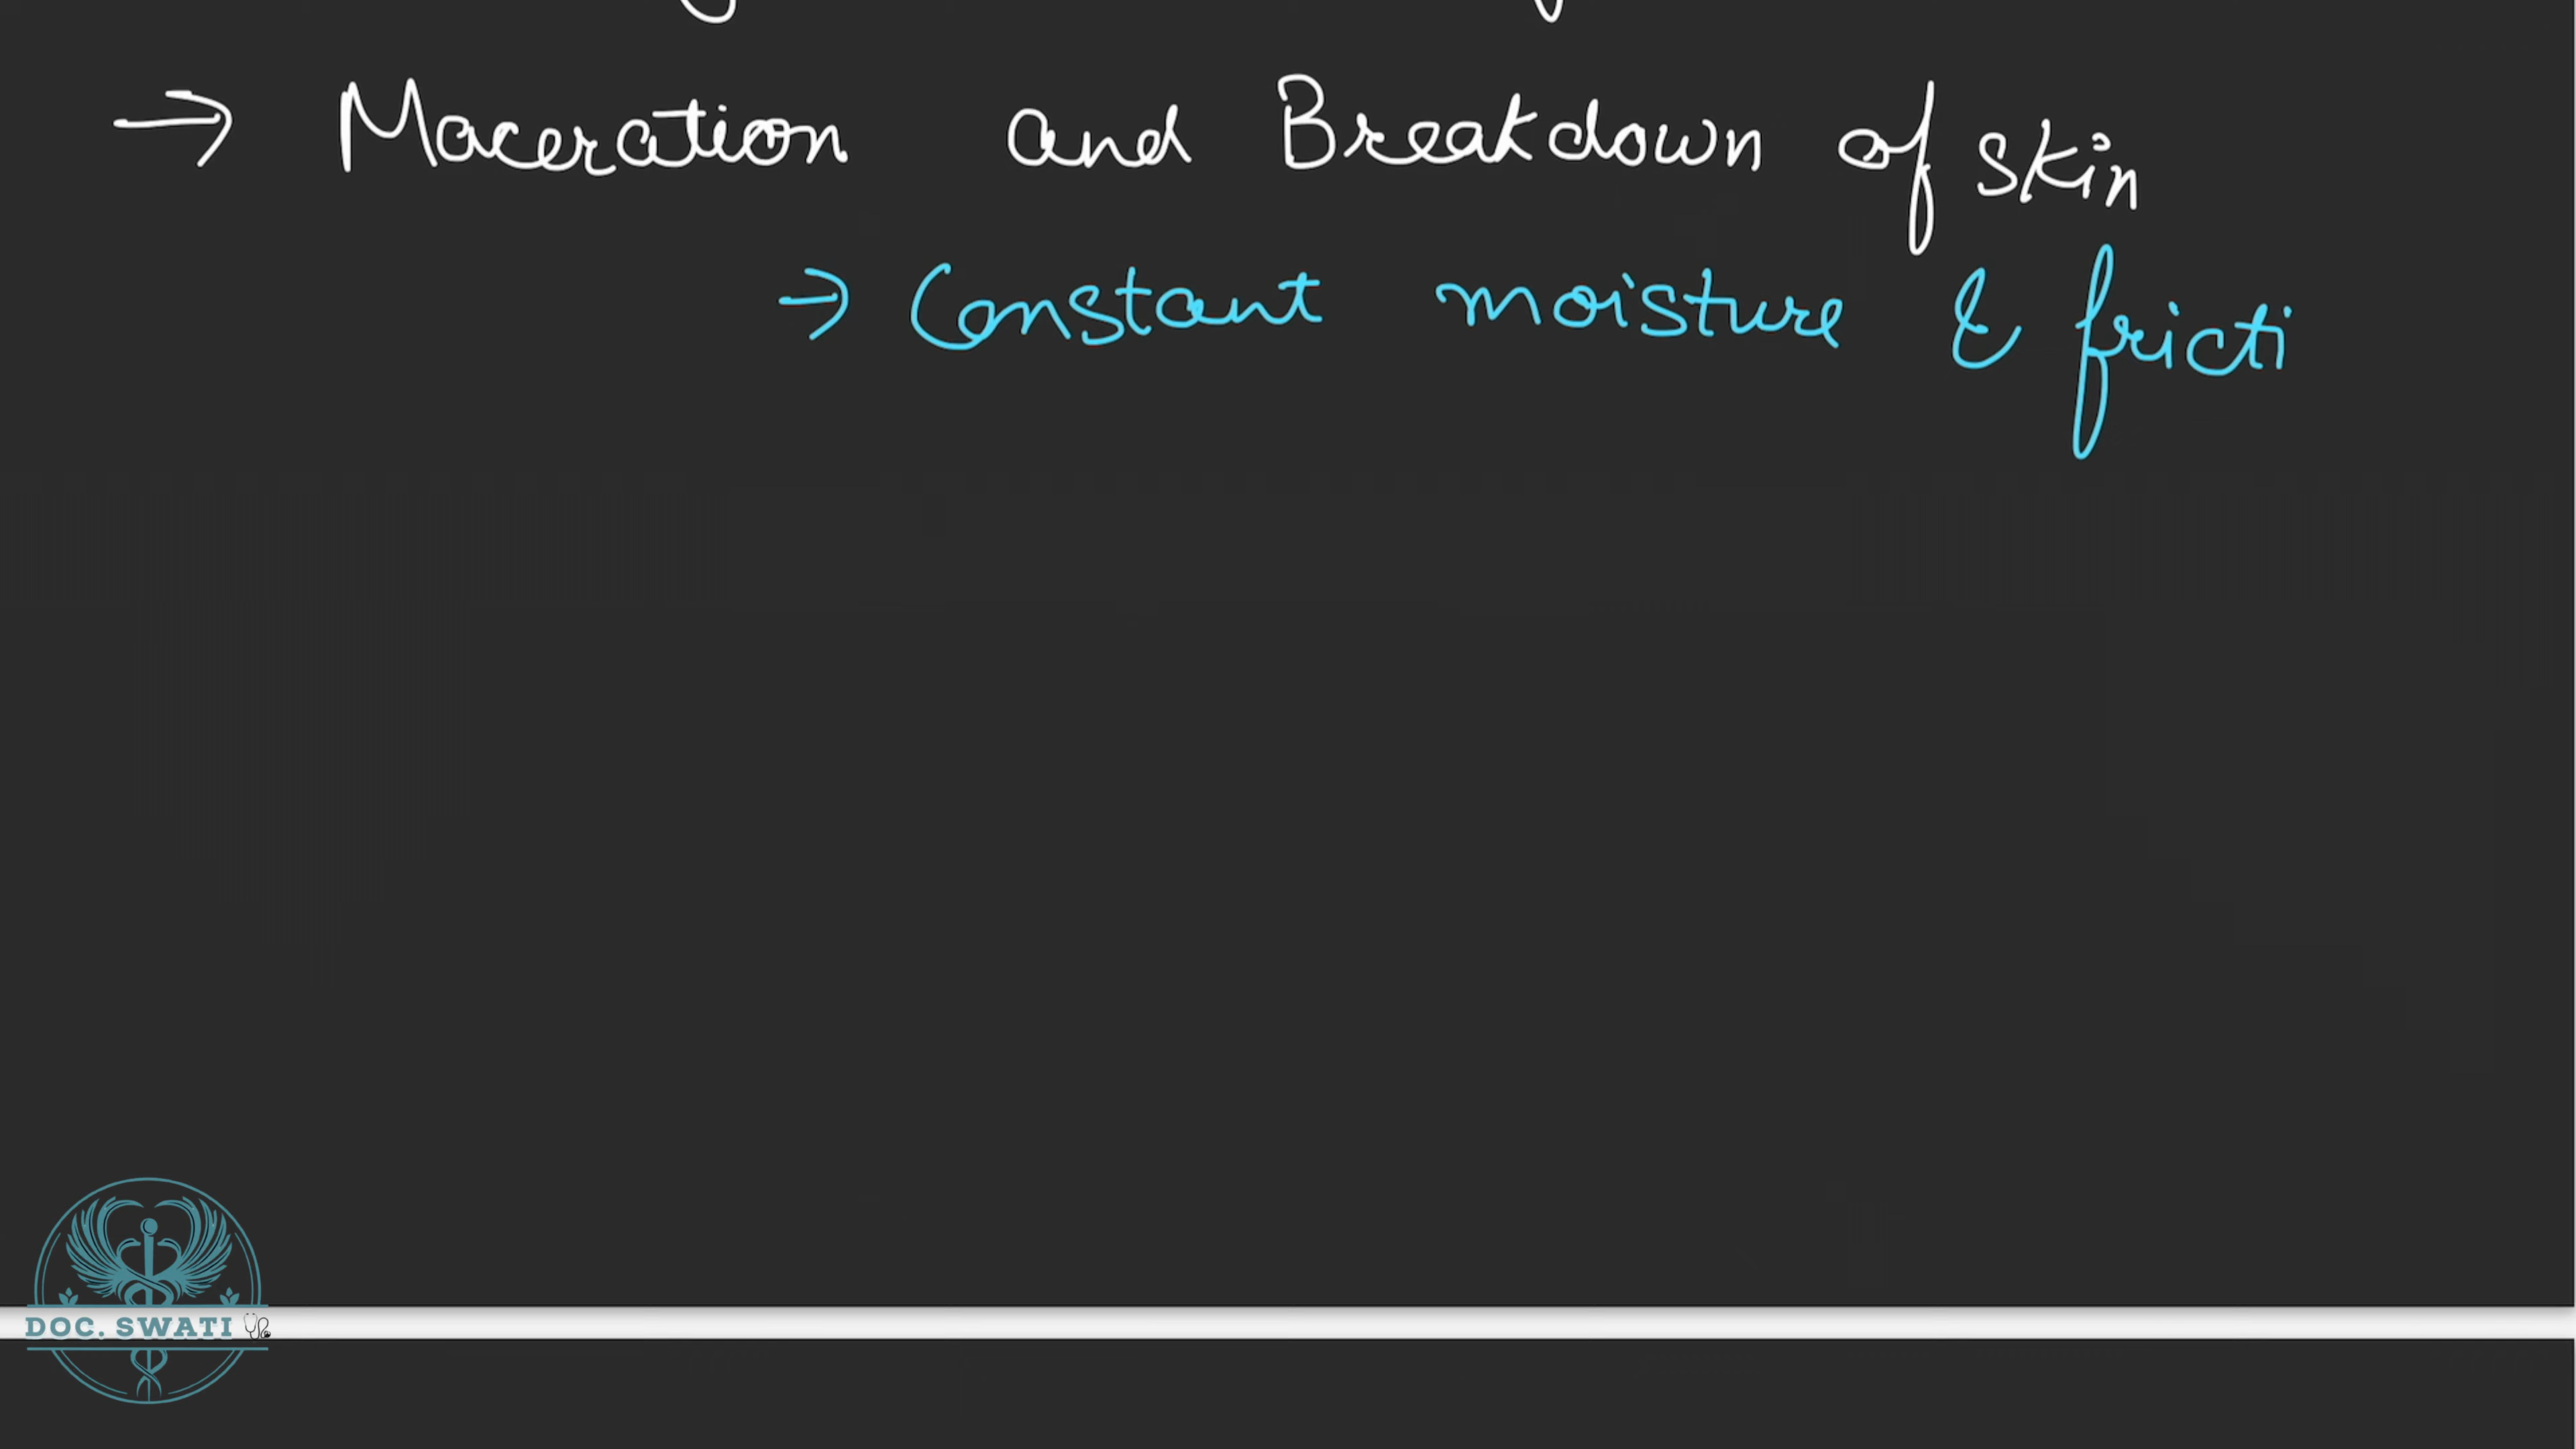 → Maceration and Breakdown of skin
→ Constant moisture & fricti
DOC. SWATI